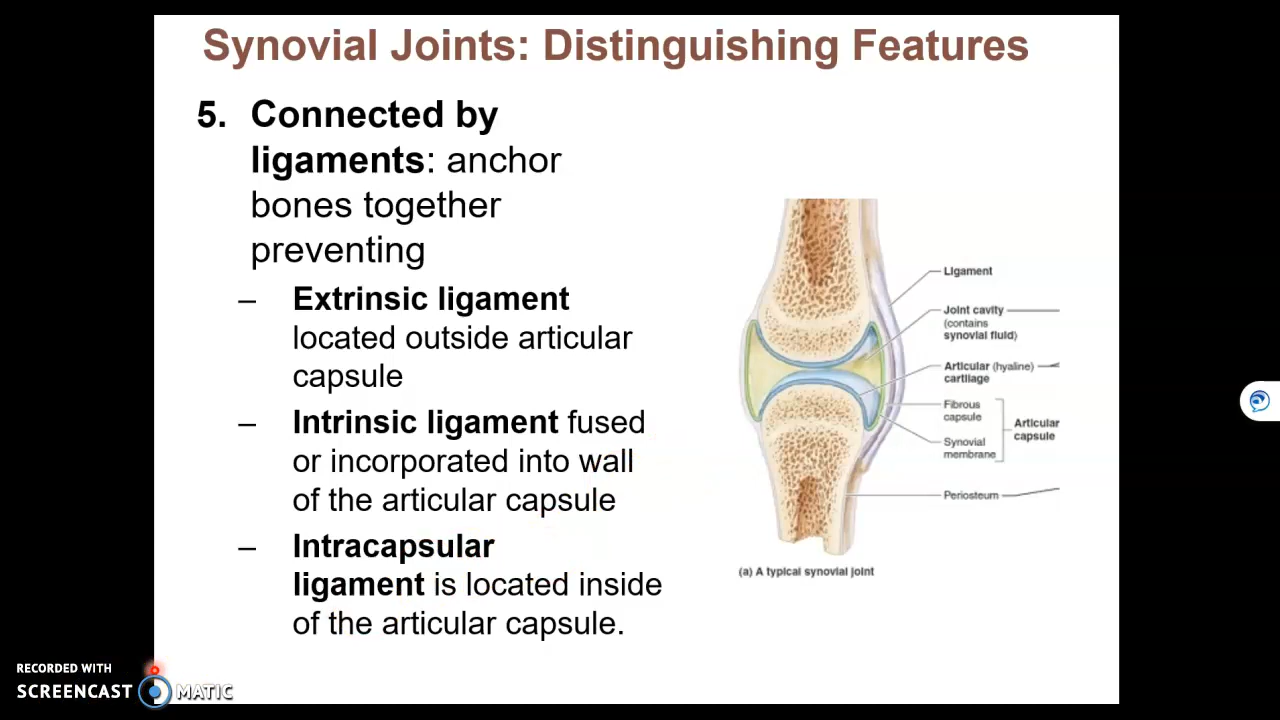 Synovial Joints: Distinguishing Features
5. Connected by
ligaments: anchor
bones together
preventing
– Extrinsic ligament
located outside articular
capsule
– Intrinsic ligament fused
or incorporated into wall
of the articular capsule
– Intracapsular
ligament is located inside
of the articular capsule.
Ligament
Joint cavity
(contains
synovial fluid)
Articular (hyaline)
cartilage
Fibrous
capsule
Synovial
membrane
Articular
capsule
Periosteum
(a) A typical synovial joint
RECORDED WITH
SCREENCAST MATIC